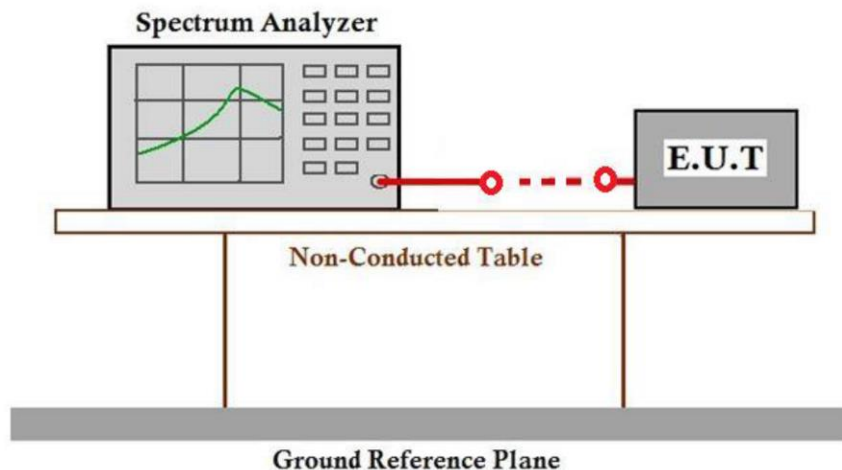 Spectrum Analyzer
E.U.T
Non-Conducted Table
Ground Reference Plane